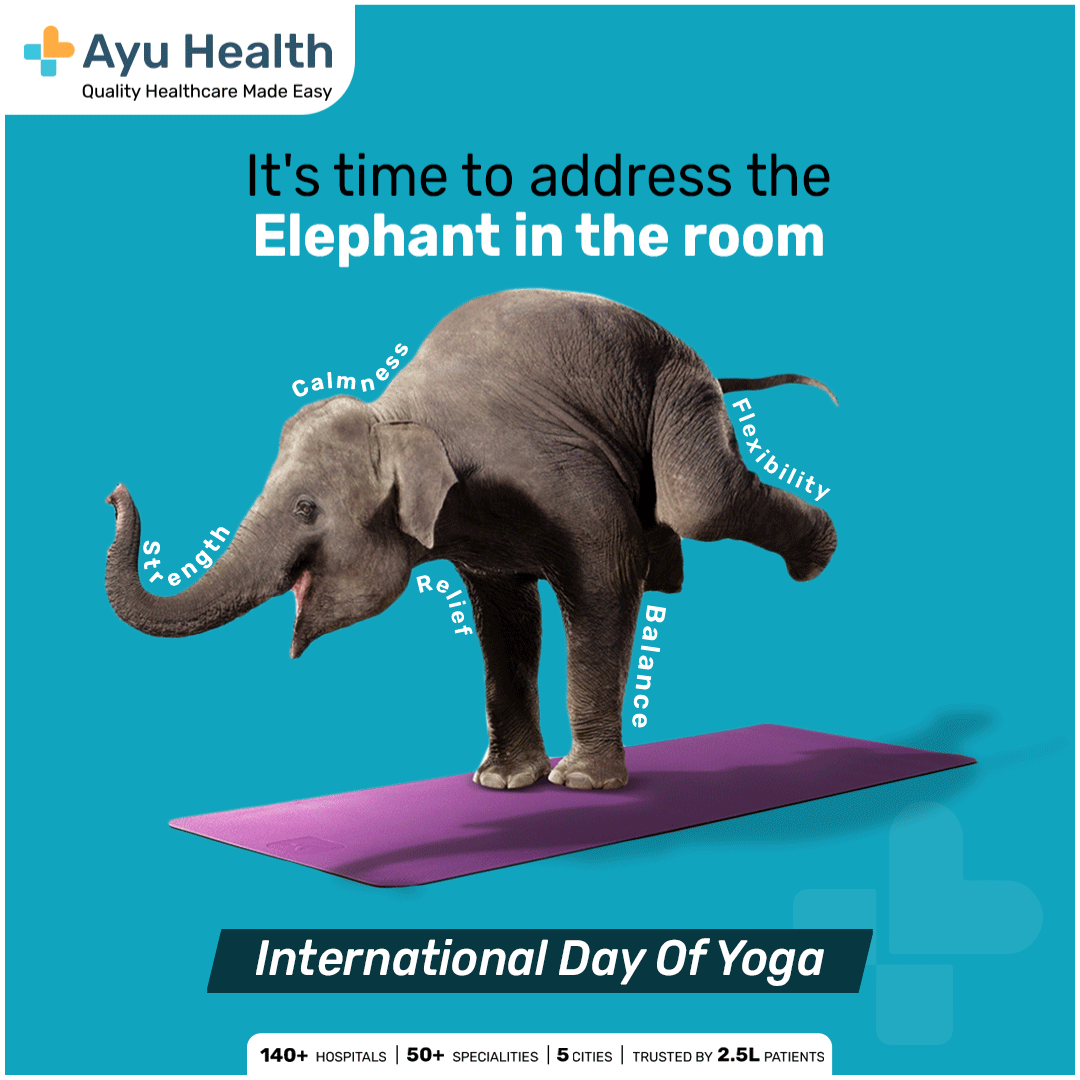 Ayu Health
Quality Healthcare Made Easy
It's time to address the
Elephant in the room
Calmness
Flexibility
Strength
Relief
Balance
International Day Of Yoga
140+ HOSPITALS | 50+ SPECIALITIES | 5 CITIES | TRUSTED BY 2.5L PATIENTS